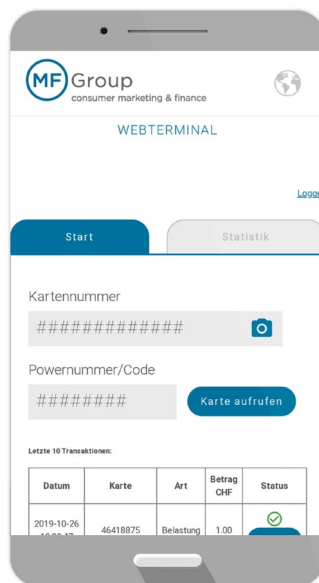 MF Group
consumer marketing & finance
WEBTERMINAL
Start
Statistik
Kartennummer
#############
Powernummer/Code
########
Karte aufrufen
Letzte 10 Transaktionen:
Datum Karte Art Betrag CHF Status
2019-10-26 46418875 Belastung 1.00